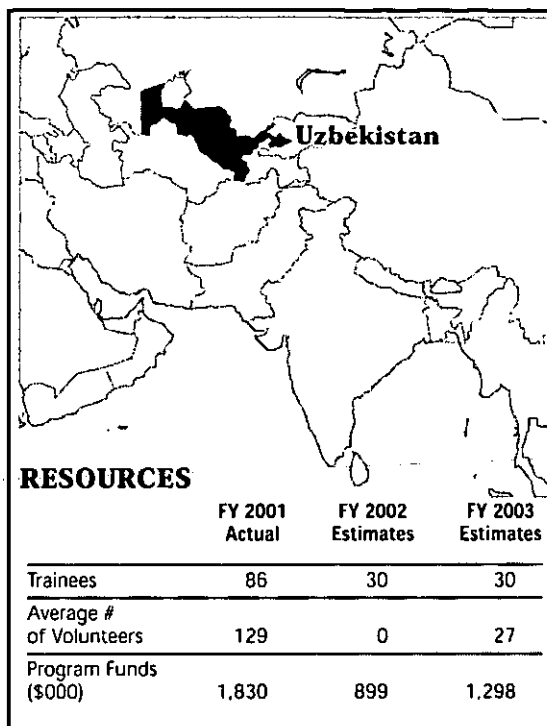 Uzbekistan
RESOURCES
FY 2001 FY 2002 FY 2003
Actual Estimates Estimates
Trainees 86 30 30
Average #
of Volunteers 129 0 27
Program Funds
($000) 1,830 899 1,298